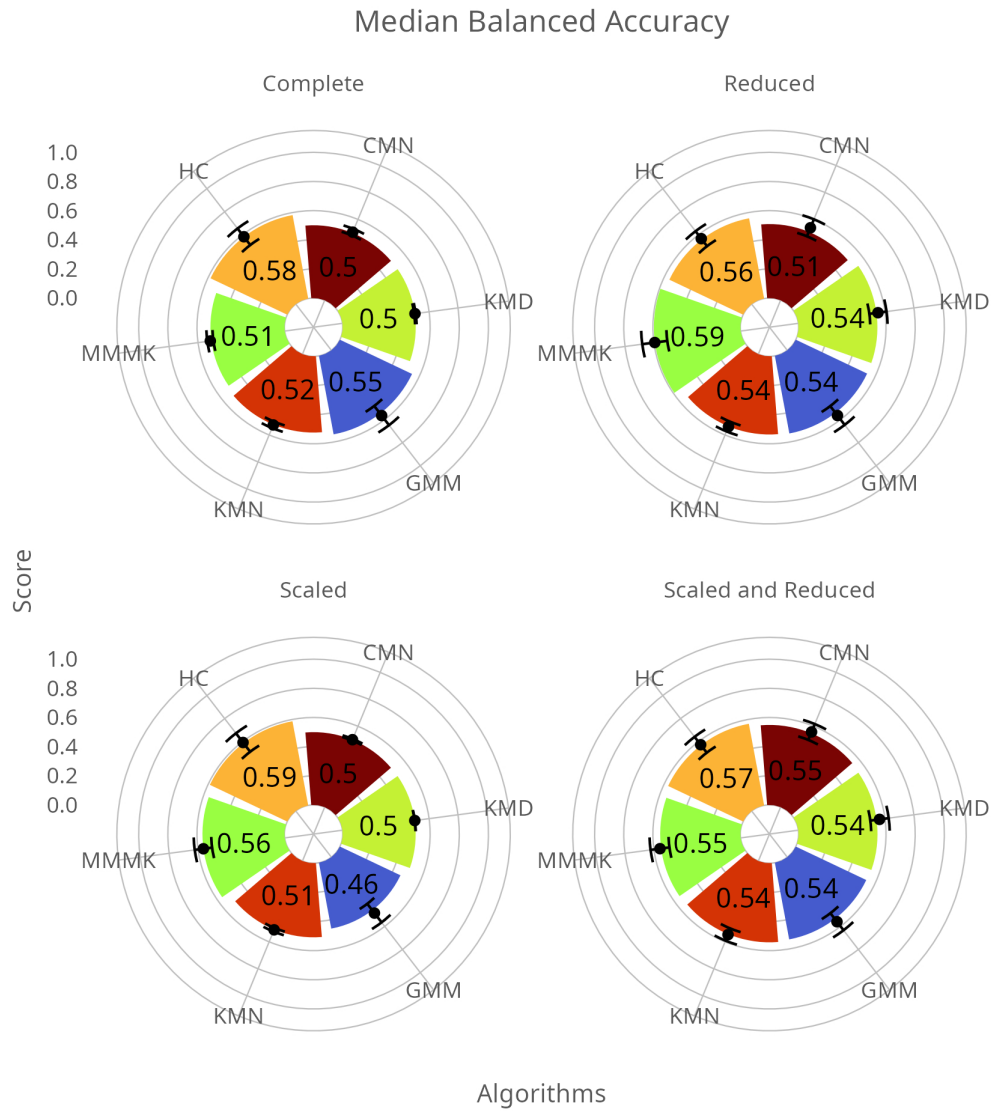 Median Balanced Accuracy
Complete
Reduced
1.0
0.8
0.6
0.4
0.2
0.0
HC
CMN
KMD
GMM
KMN
MMMK
0.58
0.5
0.5
0.55
0.52
0.51
HC
CMN
KMD
GMM
KMN
MMMK
0.56
0.51
0.54
0.54
0.54
0.59
Score
Scaled
Scaled and Reduced
1.0
0.8
0.6
0.4
0.2
0.0
HC
CMN
KMD
GMM
KMN
MMMK
0.59
0.5
0.5
0.46
0.51
0.56
HC
CMN
KMD
GMM
KMN
MMMK
0.57
0.55
0.54
0.54
0.54
0.55
Algorithms